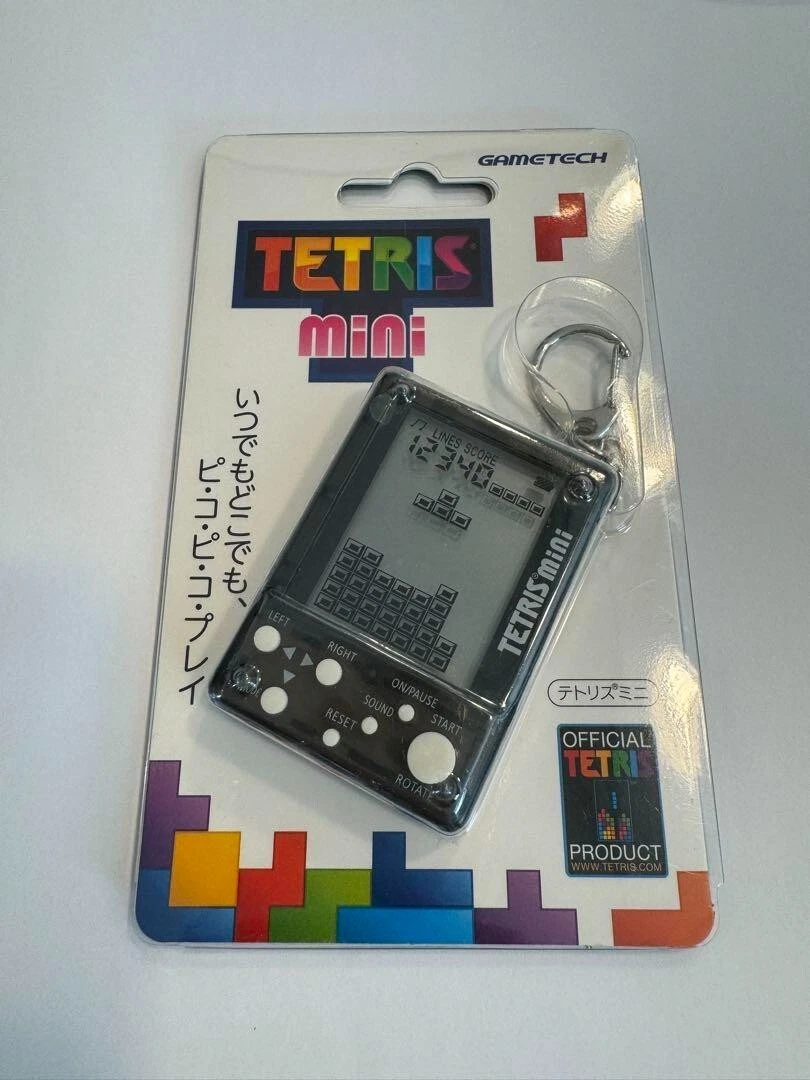 GAMETECH
TETRIS®
mini
いつでもどこでも、
ピ・コ・ピ・コ・プレイ
LINES SCORE
12340
TETRIS® mini
LEFT
RIGHT
MODE
ON/PAUSE
SOUND
START
RESET
ROTATE
テトリス®ミニ
OFFICIAL
TETRIS
PRODUCT
WWW.TETRIS.COM